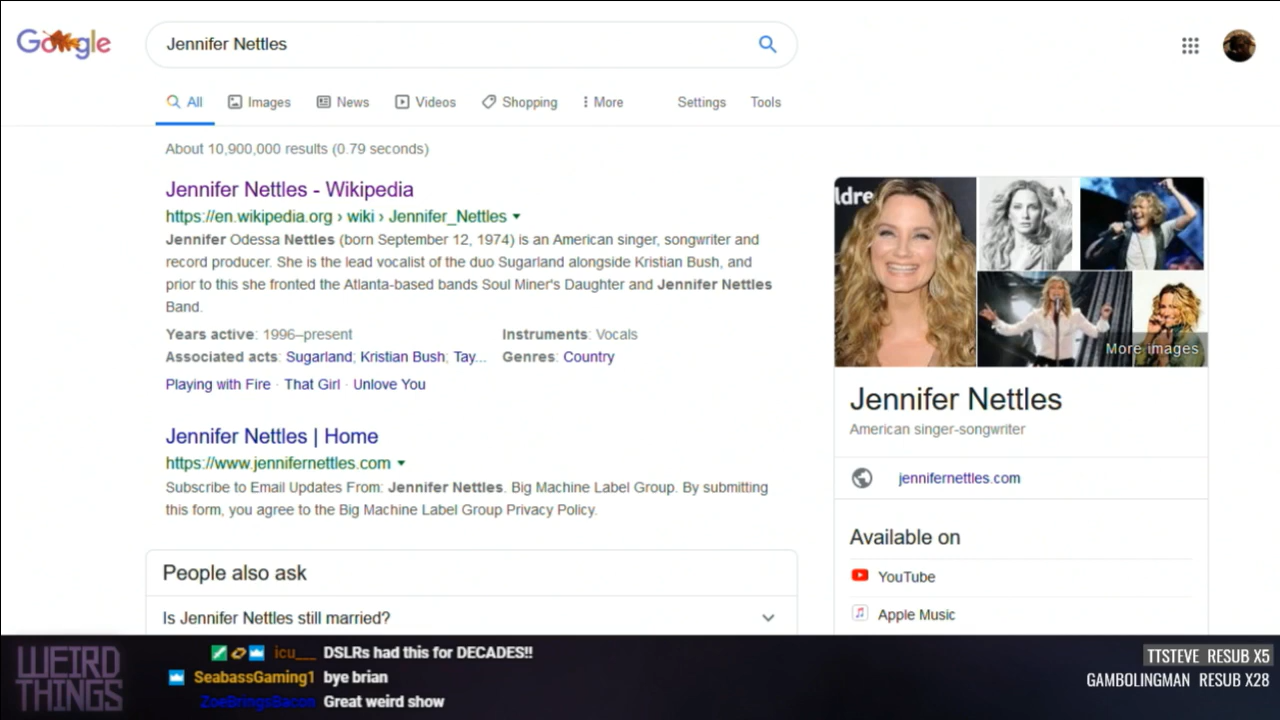 Google
Jennifer Nettles
All Images News Videos Shopping More Settings Tools
About 10,900,000 results (0.79 seconds)
Jennifer Nettles - Wikipedia
https://en.wikipedia.org › wiki › Jennifer_Nettles
Jennifer Odessa Nettles (born September 12, 1974) is an American singer, songwriter and
record producer. She is the lead vocalist of the duo Sugarland alongside Kristian Bush, and
prior to this she fronted the Atlanta-based bands Soul Miner's Daughter and Jennifer Nettles
Band.
Years active: 1996–present Instruments: Vocals
Associated acts: Sugarland; Kristian Bush; Tay... Genres: Country
Playing with Fire · That Girl · Unlove You
Jennifer Nettles | Home
https://www.jennifernettles.com
Subscribe to Email Updates From: Jennifer Nettles. Big Machine Label Group. By submitting
this form, you agree to the Big Machine Label Group Privacy Policy.
People also ask
Is Jennifer Nettles still married?
ldre
More images
Jennifer Nettles
American singer-songwriter
jennifernettles.com
Available on
YouTube
Apple Music
WEIRD
THINGS
icu___ DSLRs had this for DECADES!!
SeabassGaming1 bye brian
ZoeBringsBacon Great weird show
TTSTEVE RESUB X5
GAMBOLINGMAN RESUB X28